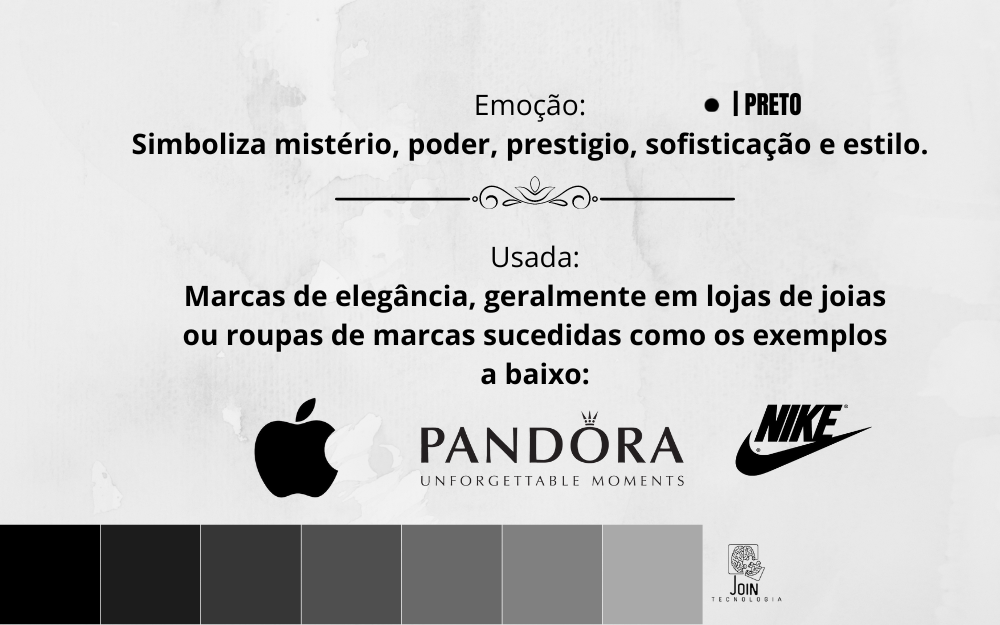 Emoção:
• | PRETO
Simboliza mistério, poder, prestigio, sofisticação e estilo.
Usada:
Marcas de elegância, geralmente em lojas de joias
ou roupas de marcas sucedidas como os exemplos
a baixo:
PANDORA
UNFORGETTABLE MOMENTS
NIKE
JOIN
TECNOLOGIA